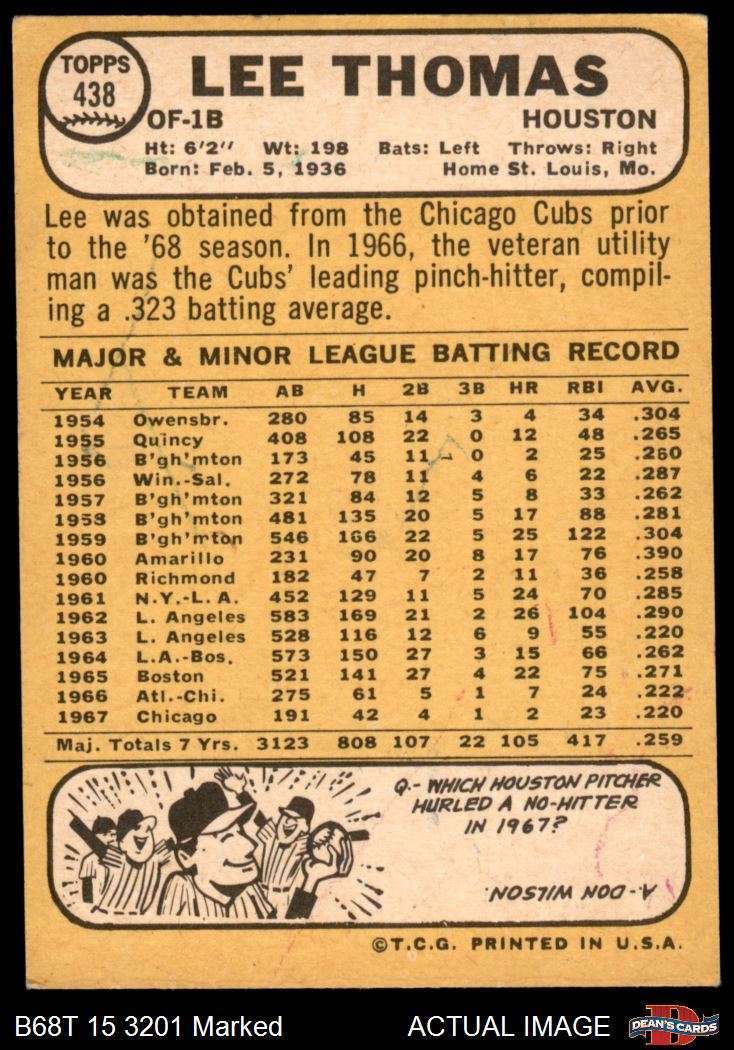 TOPPS
438
LEE THOMAS
OF-1B HOUSTON
Ht: 6'2" Wt: 198 Bats: Left Throws: Right
Born: Feb. 5, 1936 Home St. Louis, Mo.
Lee was obtained from the Chicago Cubs prior
to the '68 season. In 1966, the veteran utility
man was the Cubs' leading pinch-hitter, compil-
ing a .323 batting average.
MAJOR & MINOR LEAGUE BATTING RECORD
YEAR TEAM AB H 2B 3B HR RBI AVG.
1954 Owensbr. 280 85 14 3 4 34 .304
1955 Quincy 408 108 22 0 12 48 .265
1956 B'gh'mton 173 45 11 0 2 25 .260
1956 Win.-Sal. 272 78 11 4 6 22 .287
1957 B'gh'mton 321 84 12 5 8 33 .262
1958 B'gh'mton 481 135 20 5 17 88 .281
1959 B'gh'mton 546 166 22 5 25 122 .304
1960 Amarillo 231 90 20 8 17 76 .390
1960 Richmond 182 47 7 2 11 36 .258
1961 N.Y.-L. A. 452 129 11 5 24 70 .285
1962 L. Angeles 583 169 21 2 26 104 .290
1963 L. Angeles 528 116 12 6 9 55 .220
1964 L.A.-Bos. 573 150 27 3 15 66 .262
1965 Boston 521 141 27 4 22 75 .271
1966 Atl.-Chi. 275 61 5 1 7 24 .222
1967 Chicago 191 42 4 1 2 23 .220
Maj. Totals 7 Yrs. 3123 808 107 22 105 417 .259
Q.- WHICH HOUSTON PITCHER
HURLED A NO-HITTER
IN 1967?
A.- DON WILSON.
©T.C.G. PRINTED IN U.S.A.
B68T 15 3201 Marked ACTUAL IMAGE DEAN'S CARDS